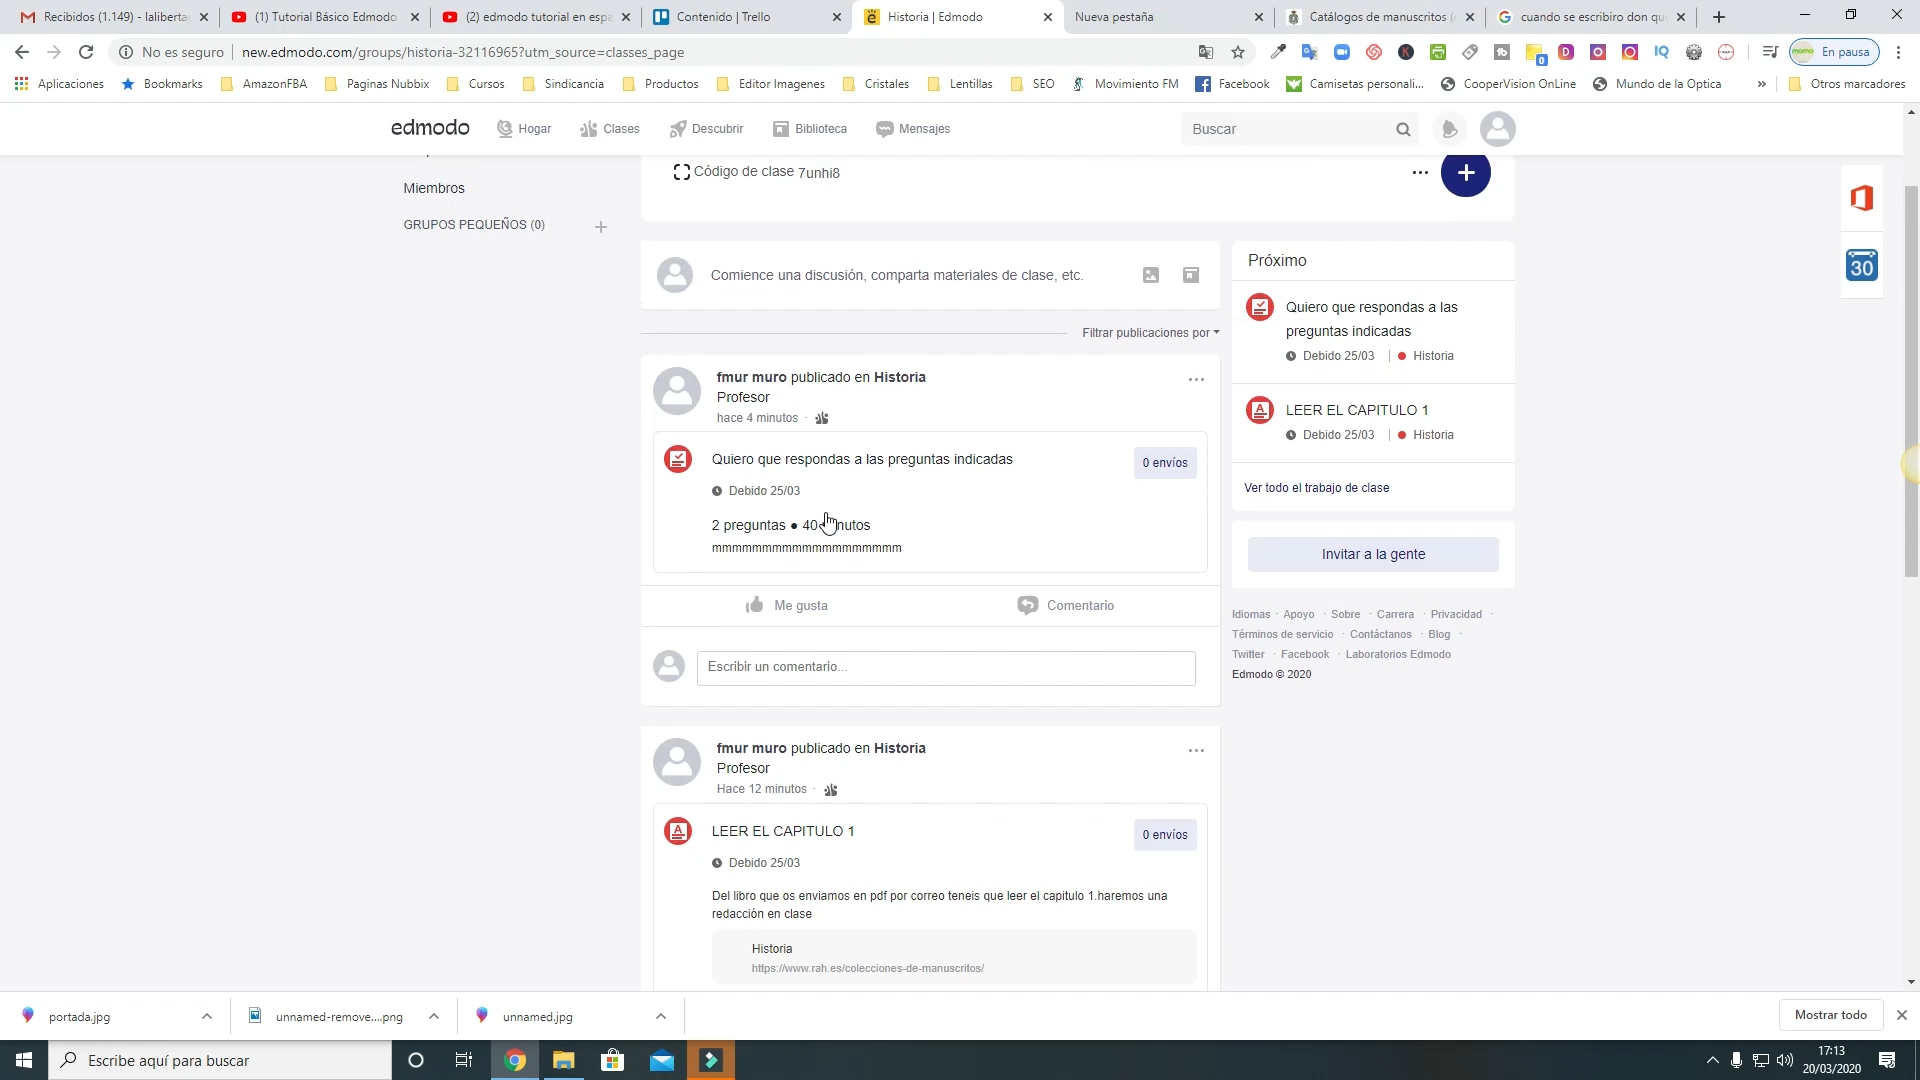 Recibidos (1.149) - laliberta
(1) Tutorial Básico Edmodo
(2) edmodo tutorial en espa
Contenido | Trello
Historia | Edmodo
Nueva pestaña
Catálogos de manuscritos
cuando se escribiro don qu
No es seguro
new.edmodo.com/groups/historia-32116965?utm_source=classes_page
En pausa
Aplicaciones
Bookmarks
AmazonFBA
Paginas Nubbix
Cursos
Sindicancia
Productos
Editor Imagenes
Cristales
Lentillas
SEO
Movimiento FM
Facebook
Camisetas personali...
CooperVision OnLine
Mundo de la Optica
»
Otros marcadores
edmodo
Hogar
Clases
Descubrir
Biblioteca
Mensajes
Buscar
Miembros
GRUPOS PEQUEÑOS (0)
Código de clase 7unhi8
Comience una discusión, comparta materiales de clase, etc.
Filtrar publicaciones por
fmur muro publicado en Historia
Profesor
hace 4 minutos ·
Quiero que respondas a las preguntas indicadas
0 envíos
Debido 25/03
2 preguntas ● 40 minutos
mmmmmmmmmmmmmmmmmmm
Me gusta
Comentario
Escribir un comentario...
fmur muro publicado en Historia
Profesor
Hace 12 minutos ·
LEER EL CAPITULO 1
0 envíos
Debido 25/03
Del libro que os enviamos en pdf por correo teneis que leer el capitulo 1.haremos una
redacción en clase
Historia
https://www.rah.es/colecciones-de-manuscritos/
Próximo
Quiero que respondas a las
preguntas indicadas
Debido 25/03 | Historia
LEER EL CAPITULO 1
Debido 25/03 | Historia
Ver todo el trabajo de clase
Invitar a la gente
Idiomas · Apoyo · Sobre · Carrera · Privacidad ·
Términos de servicio · Contáctanos · Blog ·
Twitter · Facebook · Laboratorios Edmodo
Edmodo © 2020
30
portada.jpg
unnamed-remove....png
unnamed.jpg
Mostrar todo
Escribe aquí para buscar
17:13
20/03/2020